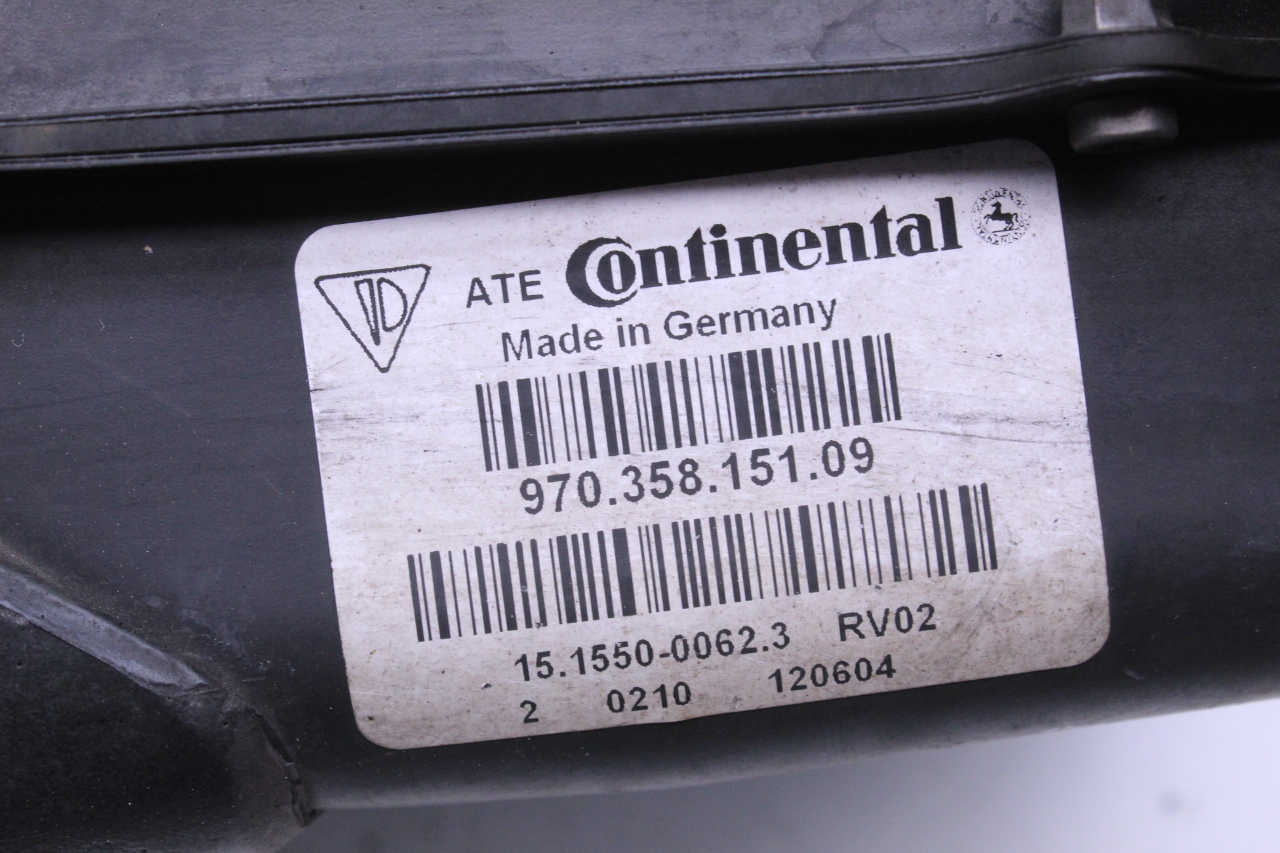 ATE Continental
Made in Germany
970.358.151.09
15.1550-0062.3 RV02
2 0210 120604